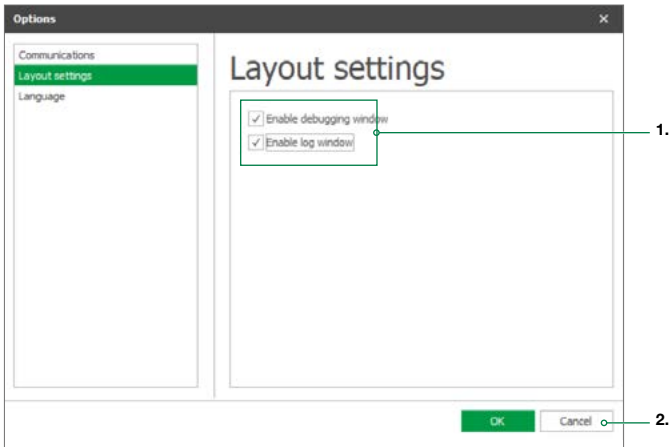 Options
Communications
Layout settings
Language
Layout settings
Enable debugging window
Enable log window
1.
OK
Cancel
2.